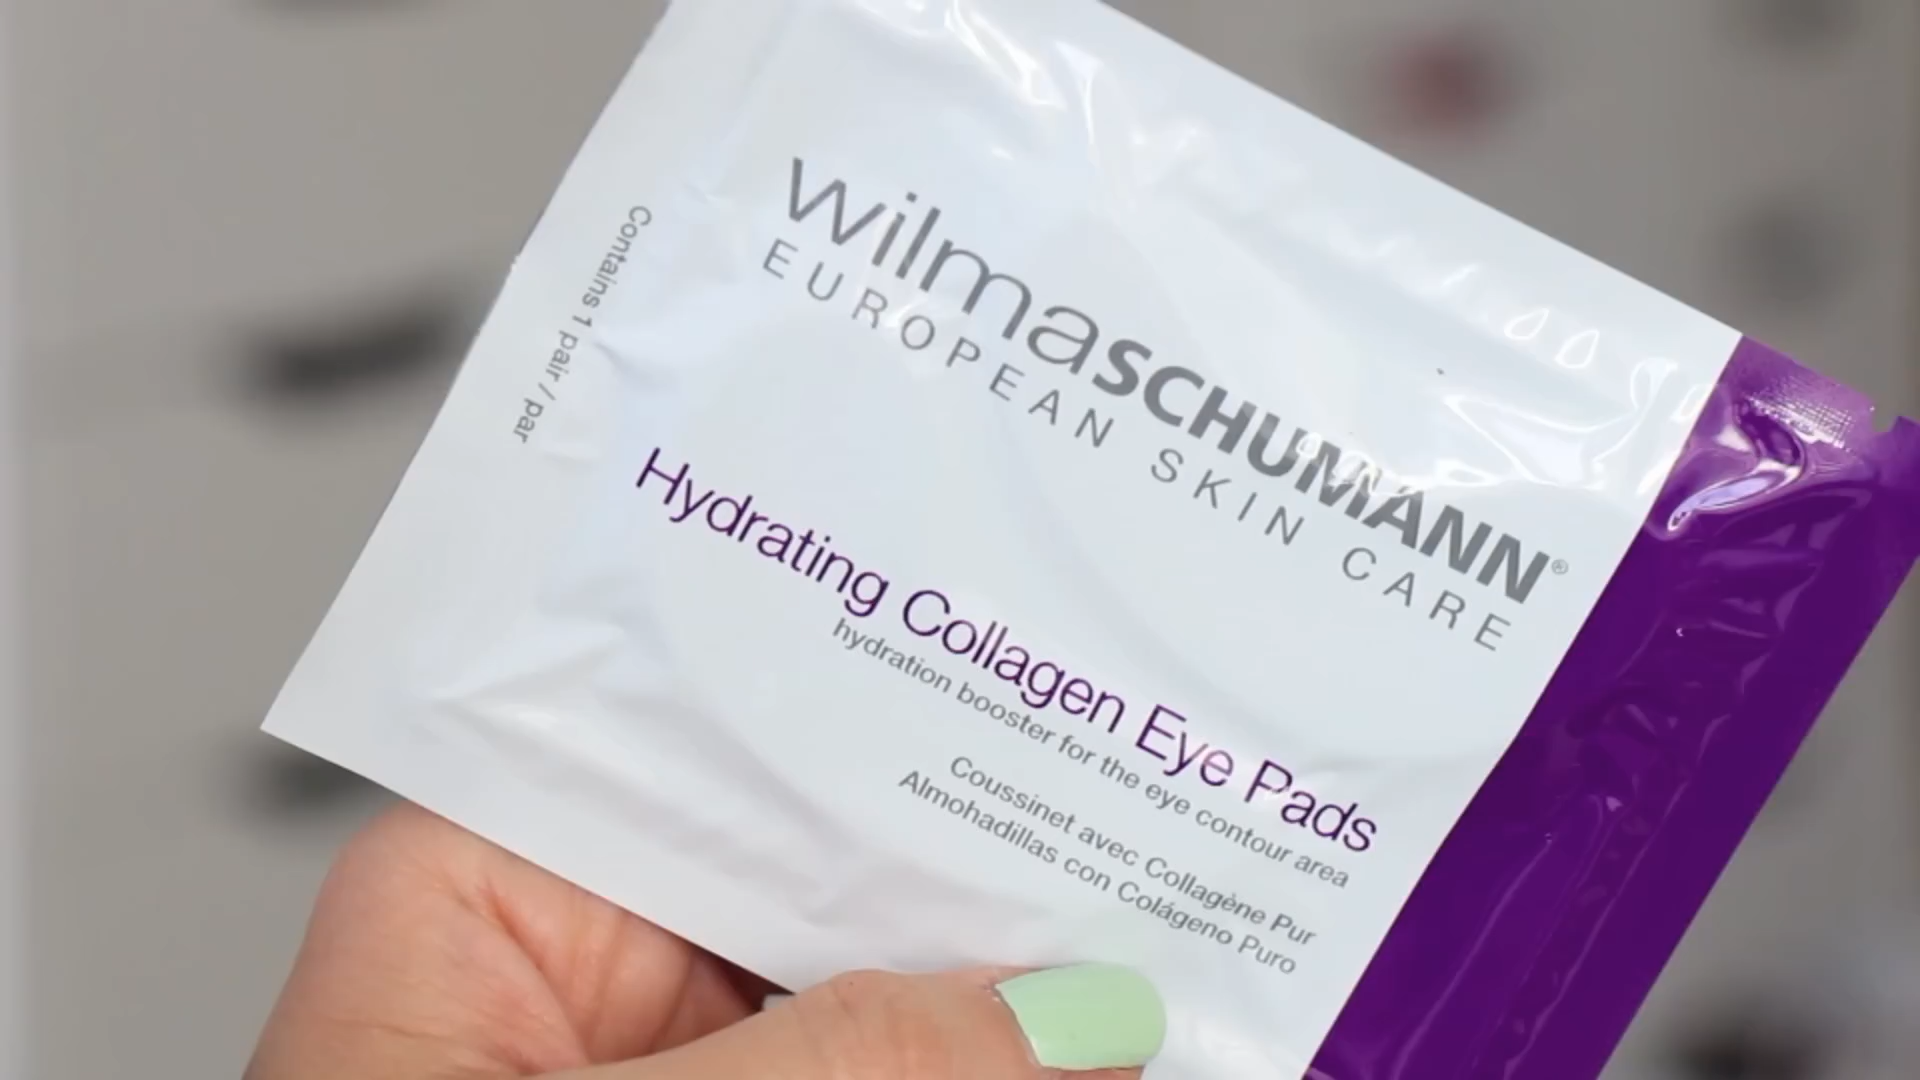 wilmaSCHUMANN®
EUROPEAN SKIN CARE
Hydrating Collagen Eye Pads
hydration booster for the eye contour area
Coussinet avec Collagène Pur
Almohadillas con Colágeno Puro
Contains 1 pair / par